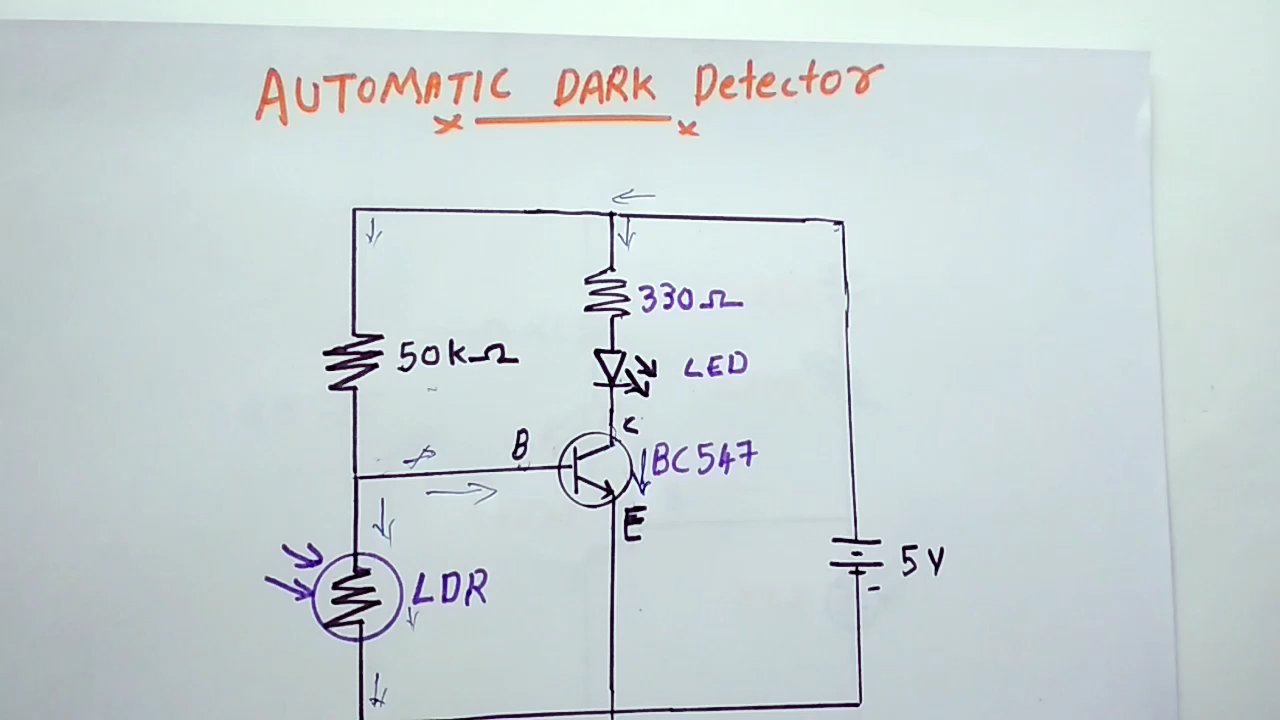 AUTOMATIC DARK Detector
330Ω
50kΩ
LED
C
B
BC547
E
5V
LDR